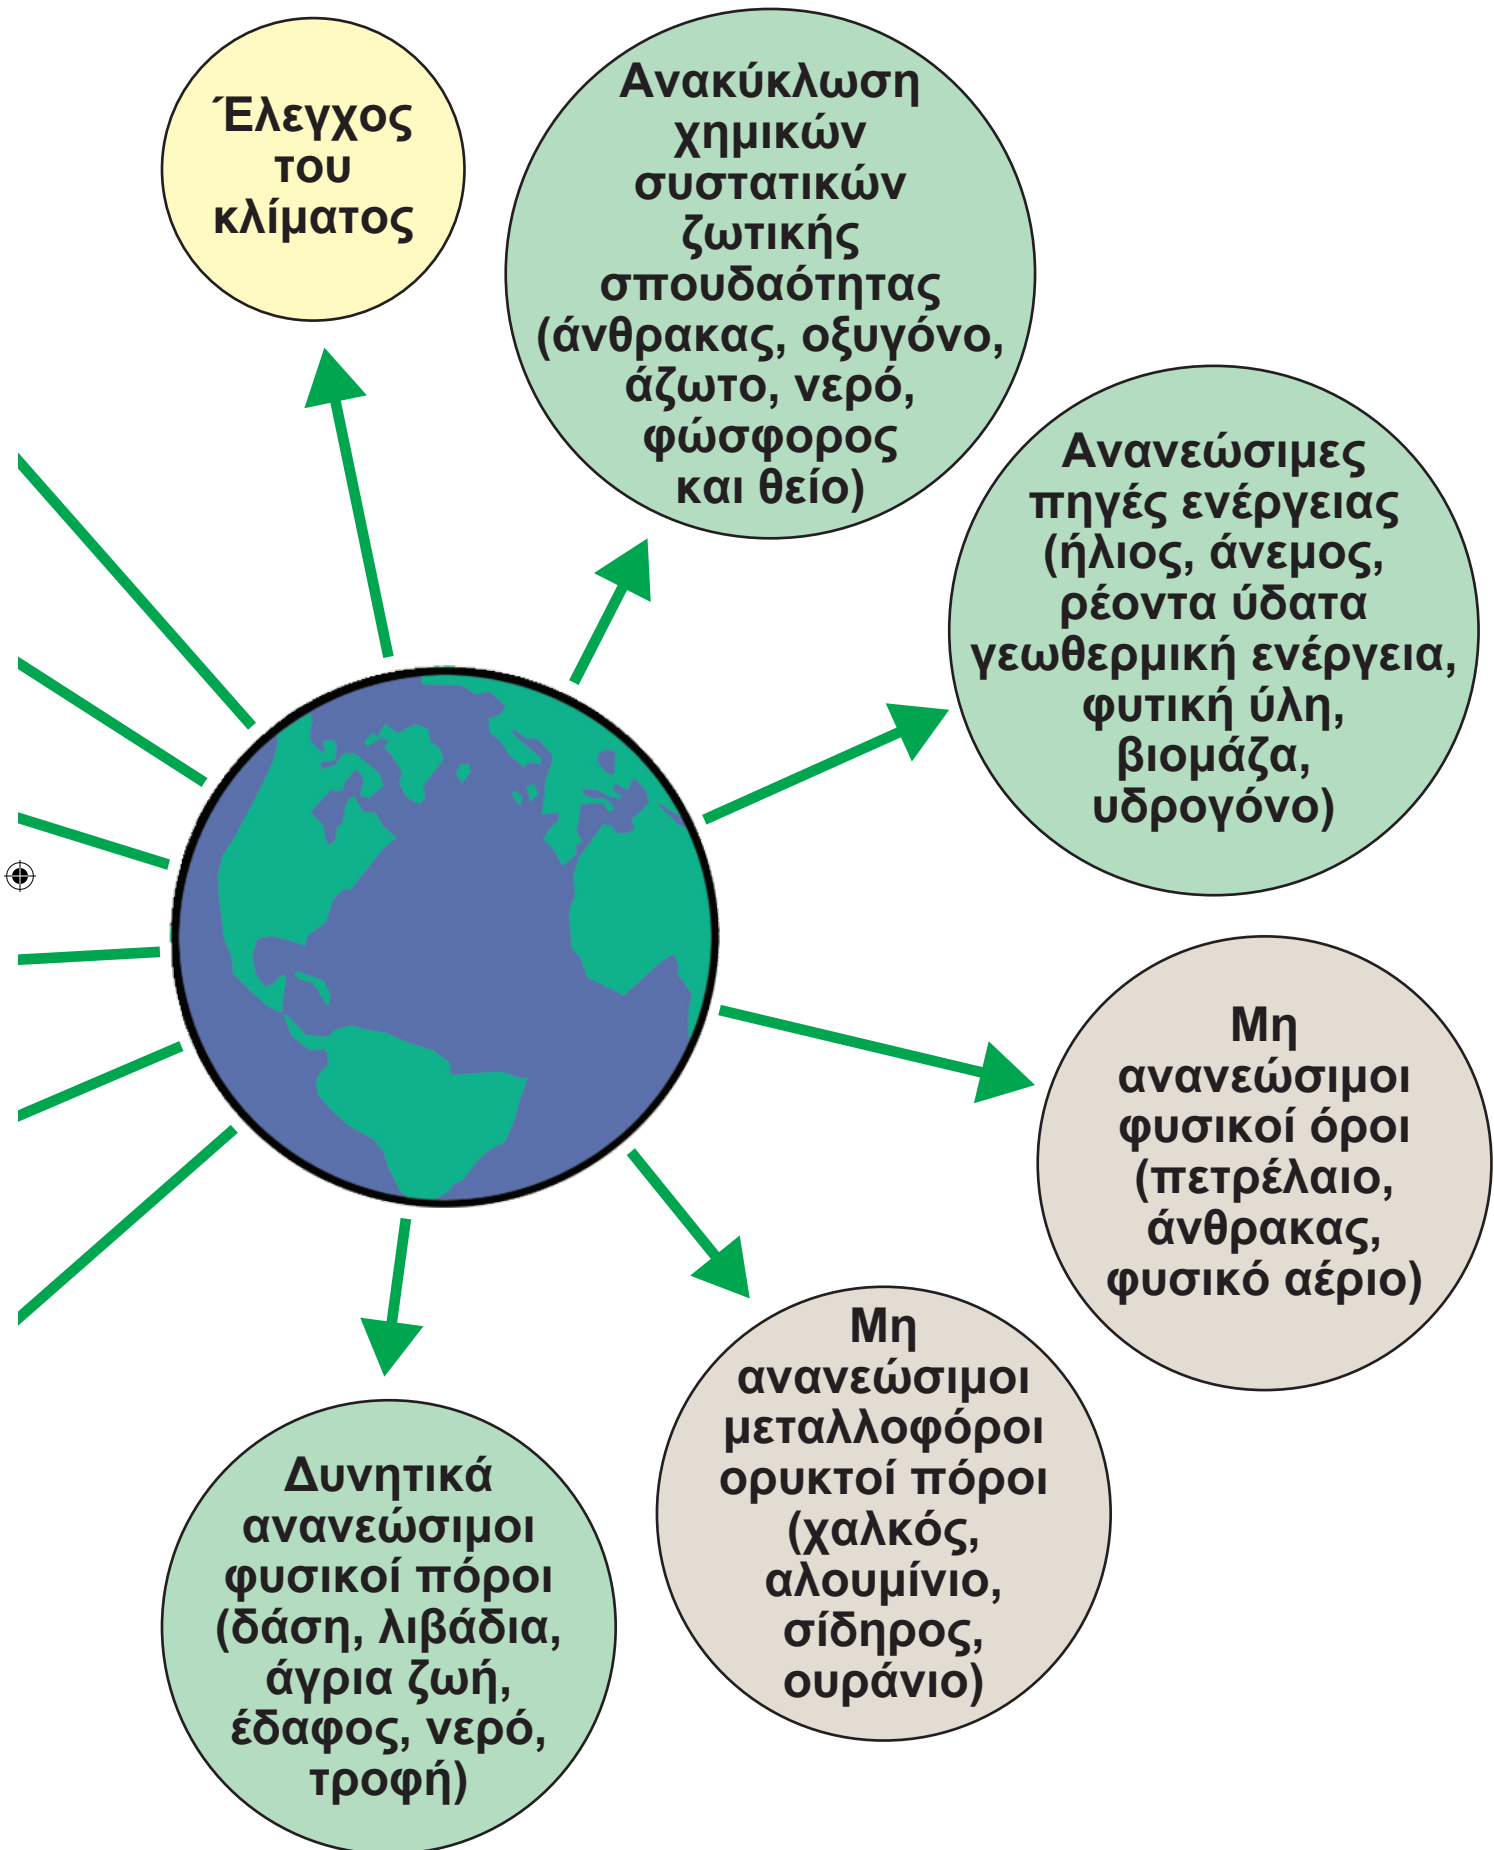 Έλεγχος
του
κλίματος
Ανακύκλωση
χημικών
συστατικών
ζωτικής
σπουδαότητας
(άνθρακας, οξυγόνο,
άζωτο, νερό,
φώσφορος
και θείο)
Ανανεώσιμες
πηγές ενέργειας
(ήλιος, άνεμος,
ρέοντα ύδατα
γεωθερμική ενέργεια,
φυτική ύλη,
βιομάζα,
υδρογόνο)
Μη
ανανεώσιμοι
φυσικοί όροι
(πετρέλαιο,
άνθρακας,
φυσικό αέριο)
Μη
ανανεώσιμοι
μεταλλοφόροι
ορυκτοί πόροι
(χαλκός,
αλουμίνιο,
σίδηρος,
ουράνιο)
Δυνητικά
ανανεώσιμοι
φυσικοί πόροι
(δάση, λιβάδια,
άγρια ζωή,
έδαφος, νερό,
τροφή)